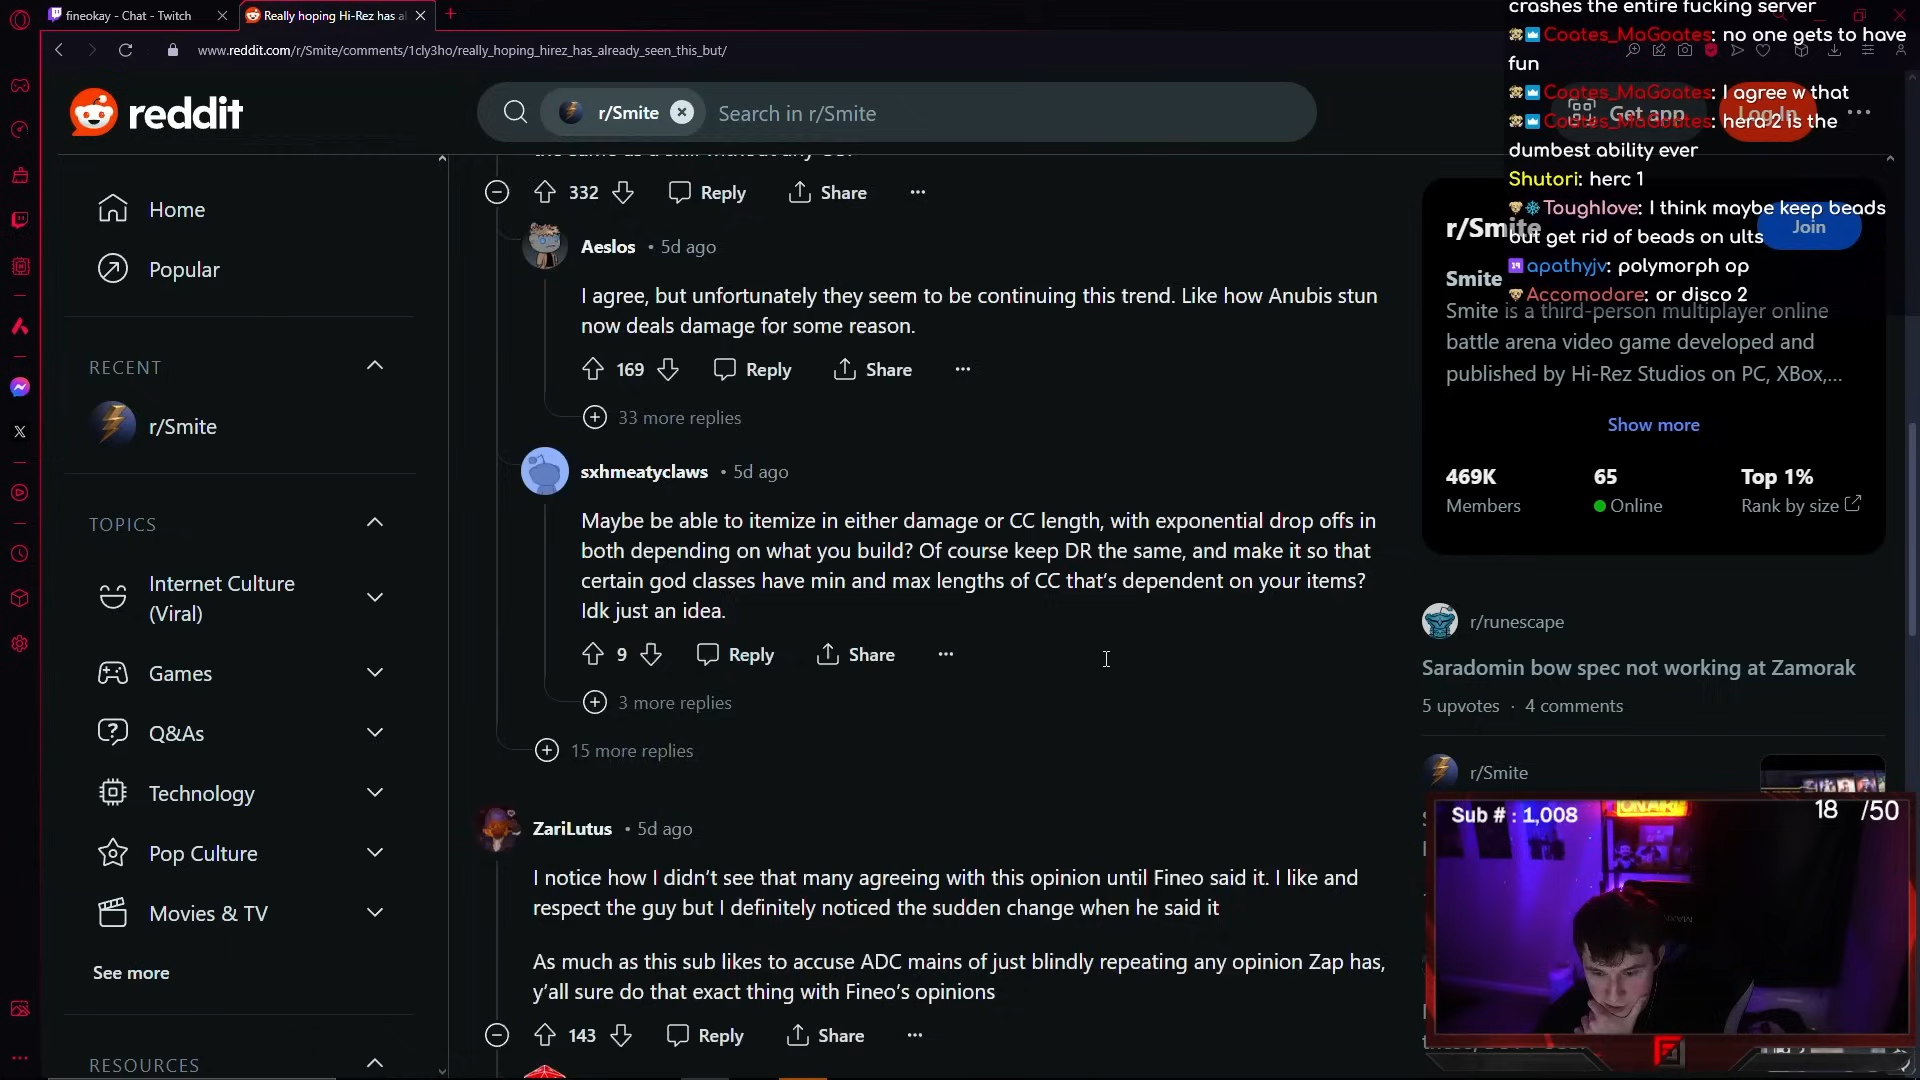 fineokay - Chat - Twitch
Really hoping Hi-Rez has al
www.reddit.com/r/Smite/comments/1cly3ho/really_hoping_hirez_has_already_seen_this_but/
reddit
r/Smite
Search in r/Smite
Get app
Log In
Home
Popular
RECENT
r/Smite
TOPICS
Internet Culture
(Viral)
Games
Q&As
Technology
Pop Culture
Movies & TV
See more
RESOURCES
332
Reply
Share
Aeslos • 5d ago
I agree, but unfortunately they seem to be continuing this trend. Like how Anubis stun
now deals damage for some reason.
169
Reply
Share
33 more replies
sxhmeatyclaws • 5d ago
Maybe be able to itemize in either damage or CC length, with exponential drop offs in
both depending on what you build? Of course keep DR the same, and make it so that
certain god classes have min and max lengths of CC that's dependent on your items?
Idk just an idea.
9
Reply
Share
3 more replies
15 more replies
ZariLutus • 5d ago
I notice how I didn't see that many agreeing with this opinion until Fineo said it. I like and
respect the guy but I definitely noticed the sudden change when he said it
As much as this sub likes to accuse ADC mains of just blindly repeating any opinion Zap has,
y'all sure do that exact thing with Fineo's opinions
143
Reply
Share
crashes the entire fucking server
Coates_MaGoates: no one gets to have
fun
Coates_MaGoates: I agree w that
Coates_MaGoates: hera 2 is the
dumbest ability ever
Shutori: herc 1
Toughlove: I think maybe keep beads
but get rid of beads on ults
apathyjv: polymorph op
Accomodare: or disco 2
r/Smite
Join
Smite
Smite is a third-person multiplayer online
battle arena video game developed and
published by Hi-Rez Studios on PC, XBox,...
Show more
469K
Members
65
Online
Top 1%
Rank by size
r/runescape
Saradomin bow spec not working at Zamorak
5 upvotes · 4 comments
r/Smite
Sub # : 1,008
18 /50